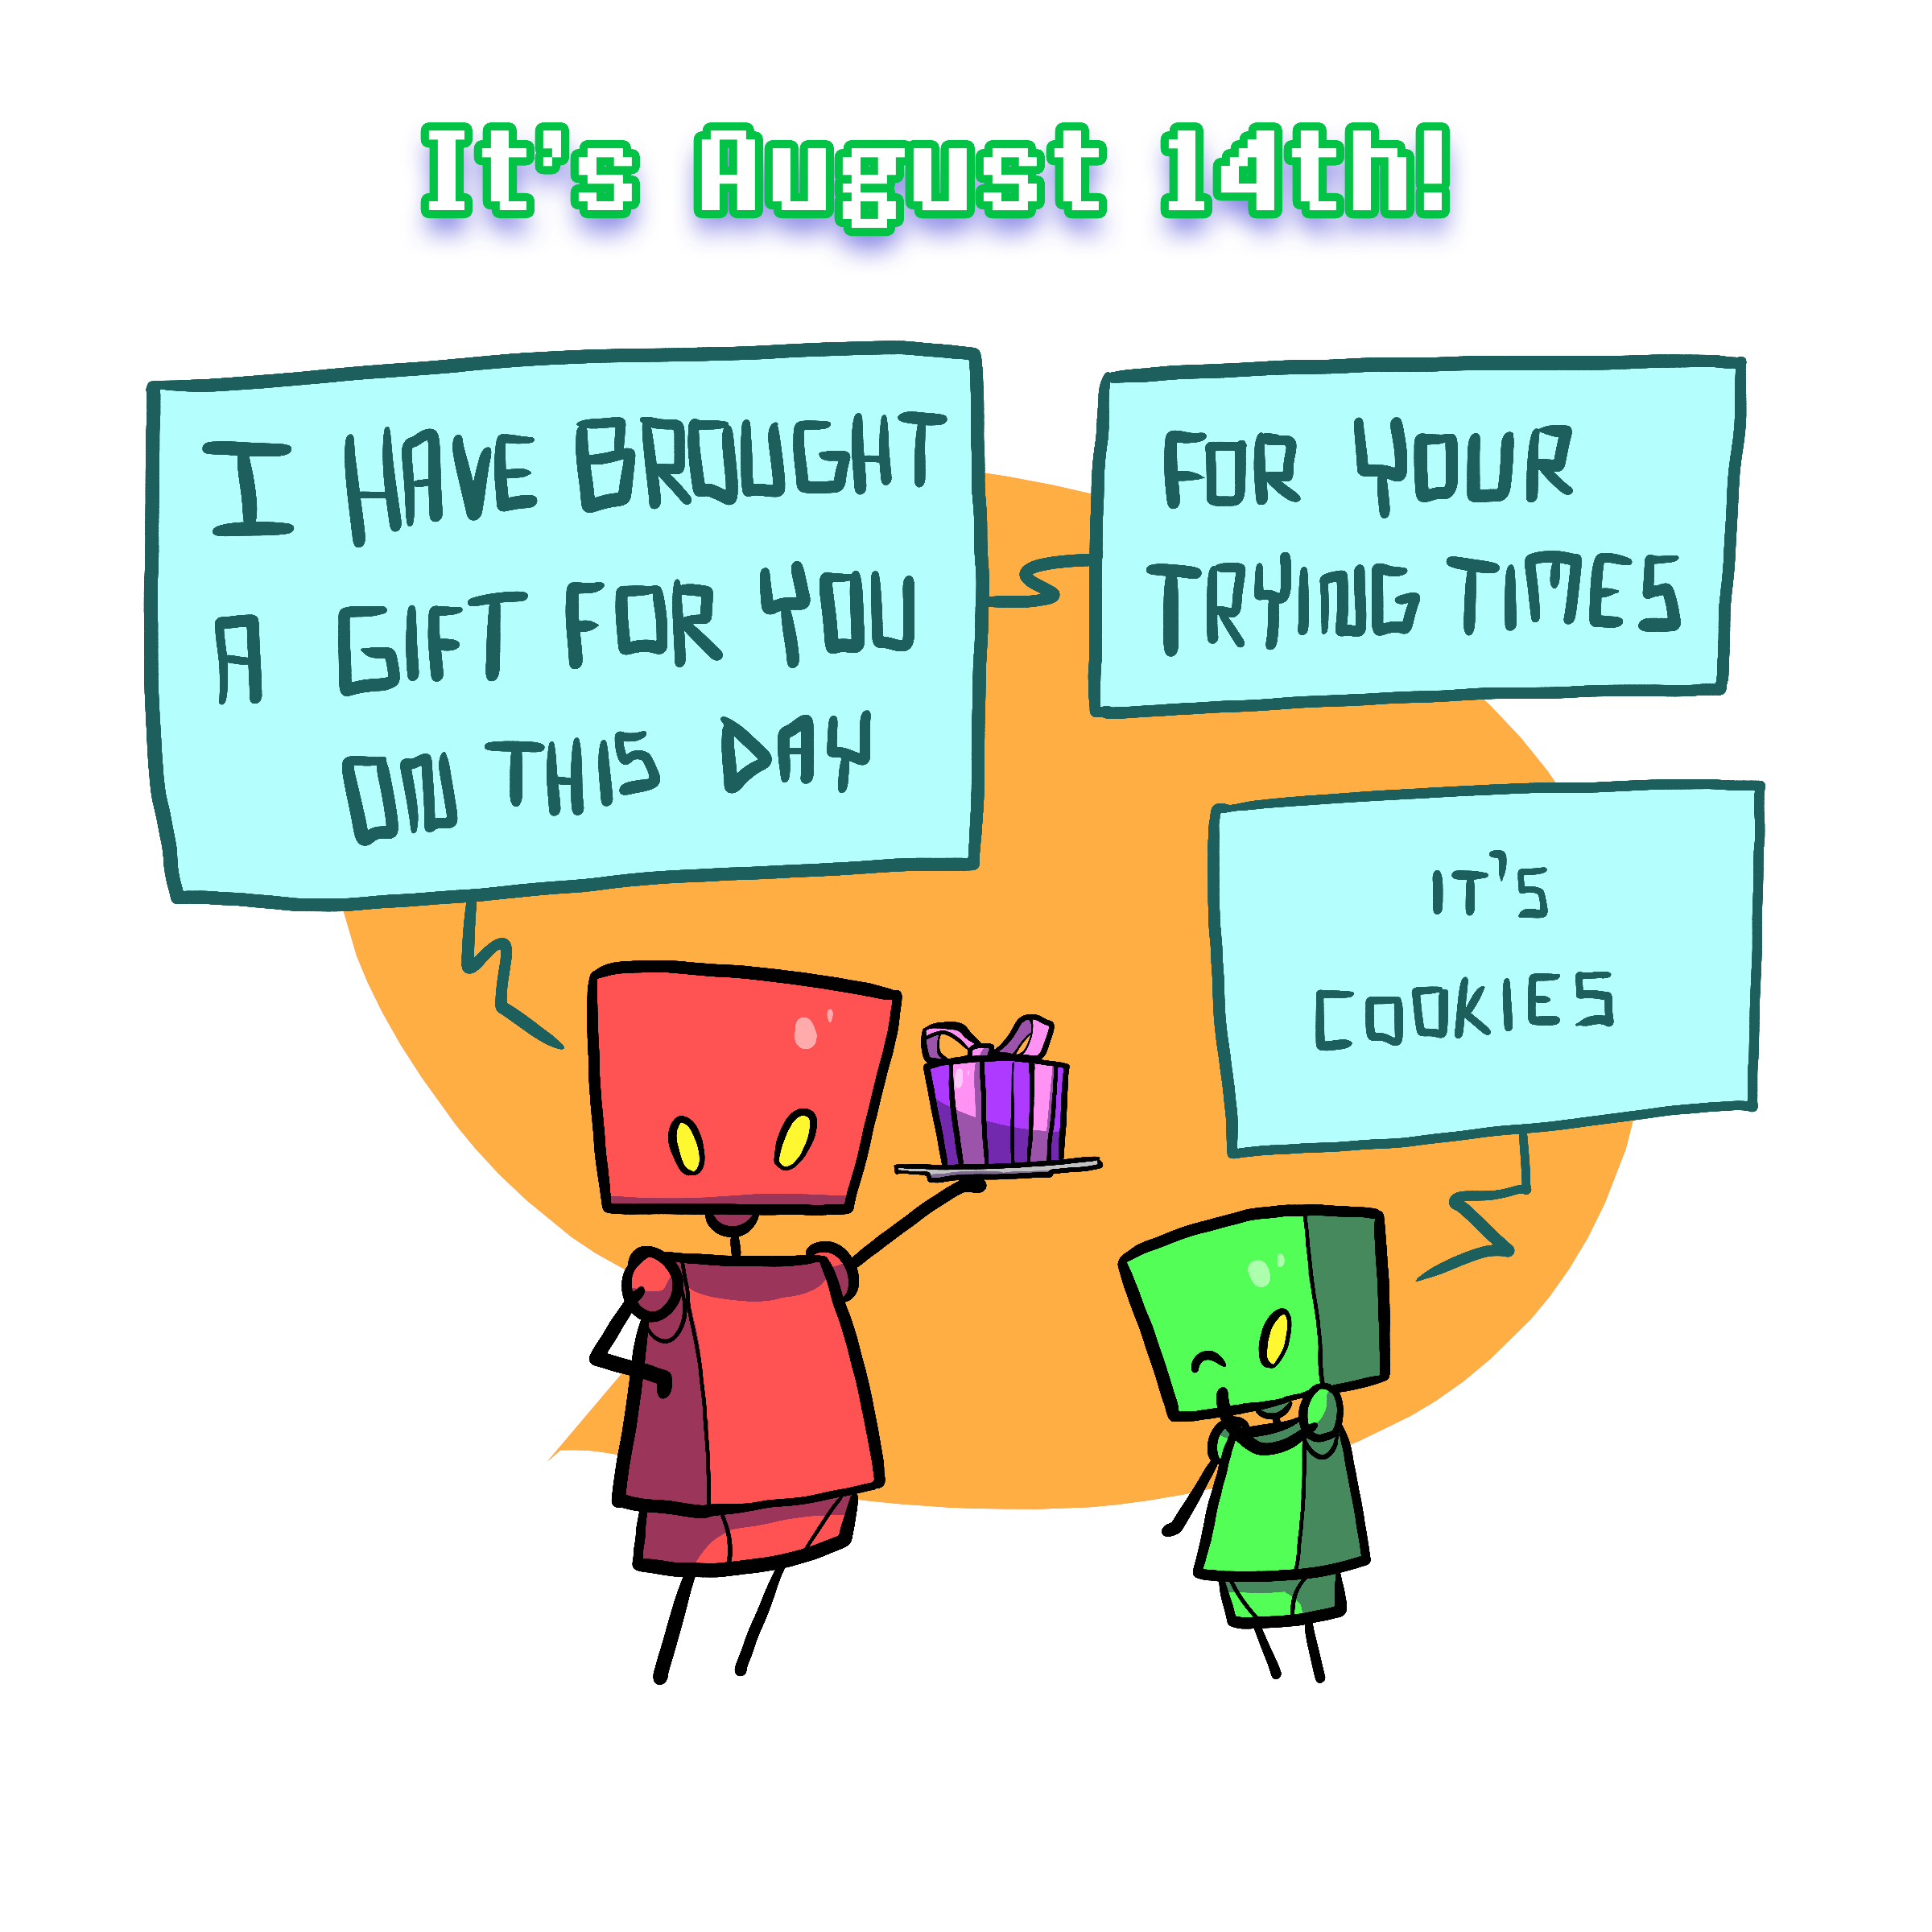 It's August 14th!
I HAVE BROUGHT
A GIFT FOR YOU
ON THIS DAY
FOR YOUR
TRYING TIMES
IT'S
COOKIES